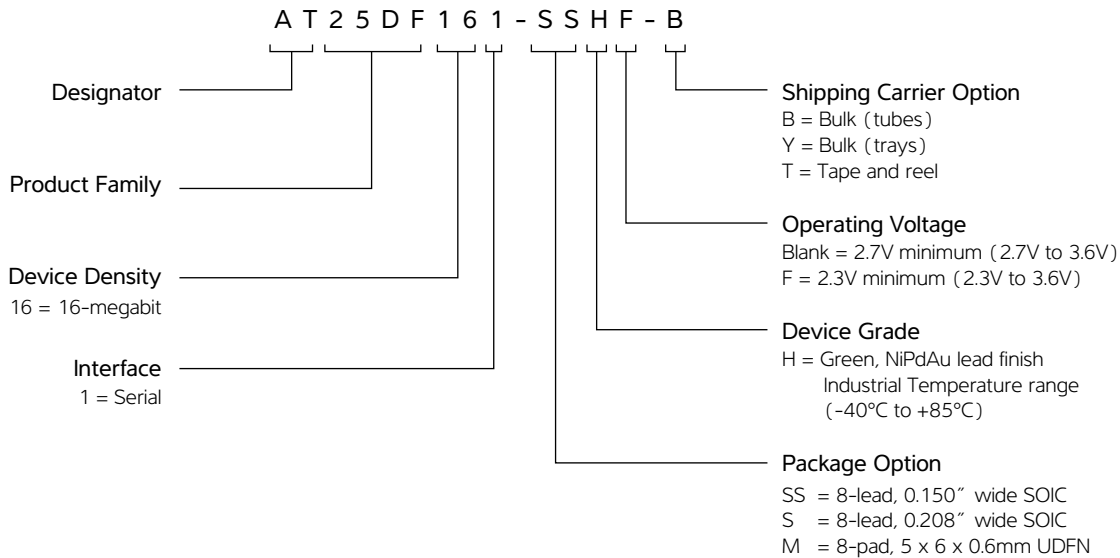 A T 2 5 D F 1 6 1 - S S H F - B
Designator
Product Family
Device Density
16 = 16-megabit
Interface
1 = Serial
Shipping Carrier Option
B = Bulk (tubes)
Y = Bulk (trays)
T = Tape and reel
Operating Voltage
Blank = 2.7V minimum (2.7V to 3.6V)
F = 2.3V minimum (2.3V to 3.6V)
Device Grade
H = Green, NiPdAu lead finish
Industrial Temperature range
(-40°C to +85°C)
Package Option
SS = 8-lead, 0.150″ wide SOIC
S = 8-lead, 0.208″ wide SOIC
M = 8-pad, 5 x 6 x 0.6mm UDFN